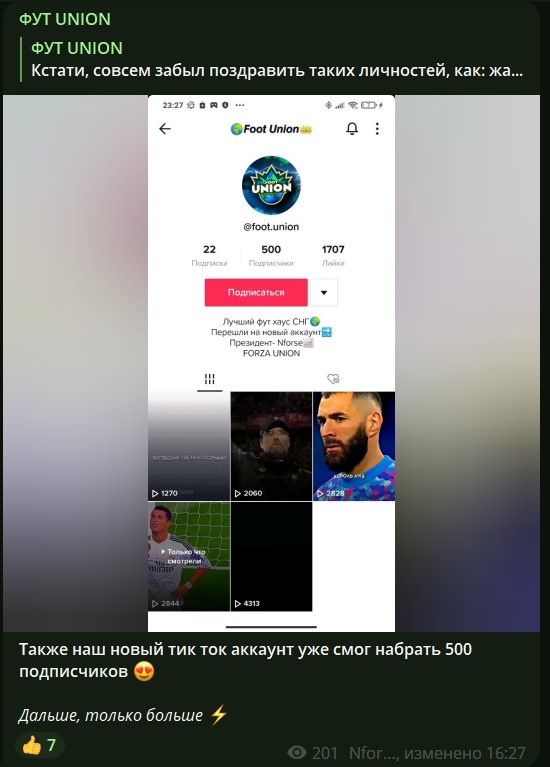 ФУТ UNION
ФУТ UNION
Кстати, совсем забыл поздравить таких личностей, как: жа...
23:27
Foot Union
FOOT
UNION
@foot.union
22 500 1707
Подписки Подписчики Лайки
Подписаться
Лучший фут хаус СНГ
Перешли на новый аккаунт
Президент- Nforse
FORZA UNION
КОРОЛЬ ЛЧ
1270 2060 2828
Только что
смотрели
2844 4313
Также наш новый тик ток аккаунт уже смог набрать 500
подписчиков 😍
Дальше, только больше ⚡
👍 7
201 Nfor..., изменено 16:27